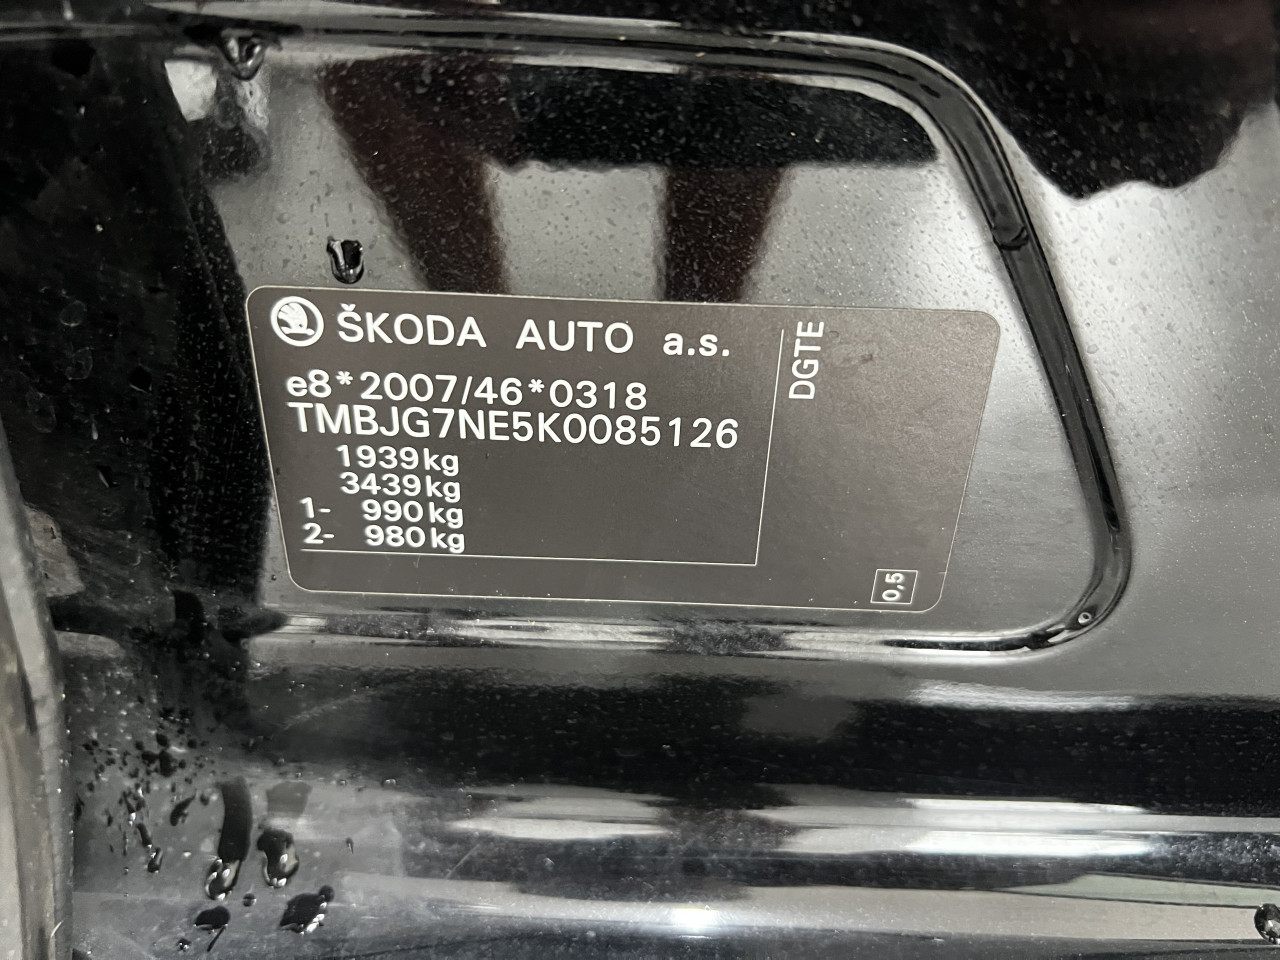 ŠKODA AUTO a.s.
e8*2007/46*0318
TMBJG7NE5K0085126
1939kg
3439kg
1- 990kg
2- 980kg
DGTE
0,5